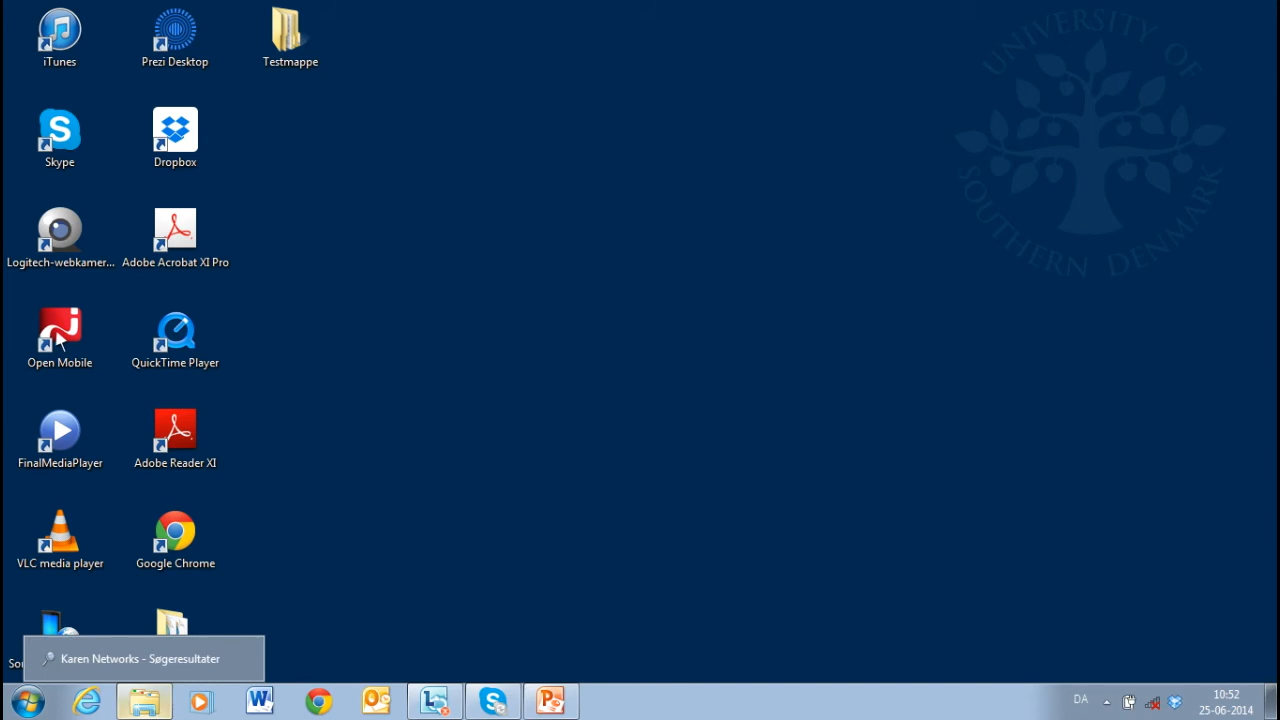 iTunes
Prezi Desktop
Testmappe
UNIVERSITY OF
SOUTHERN DENMARK
Skype
Dropbox
Logitech-webkamer...
Adobe Acrobat XI Pro
Open Mobile
QuickTime Player
FinalMediaPlayer
Adobe Reader XI
VLC media player
Google Chrome
Karen Networks - Søgeresultater
DA
10:52
25-06-2014